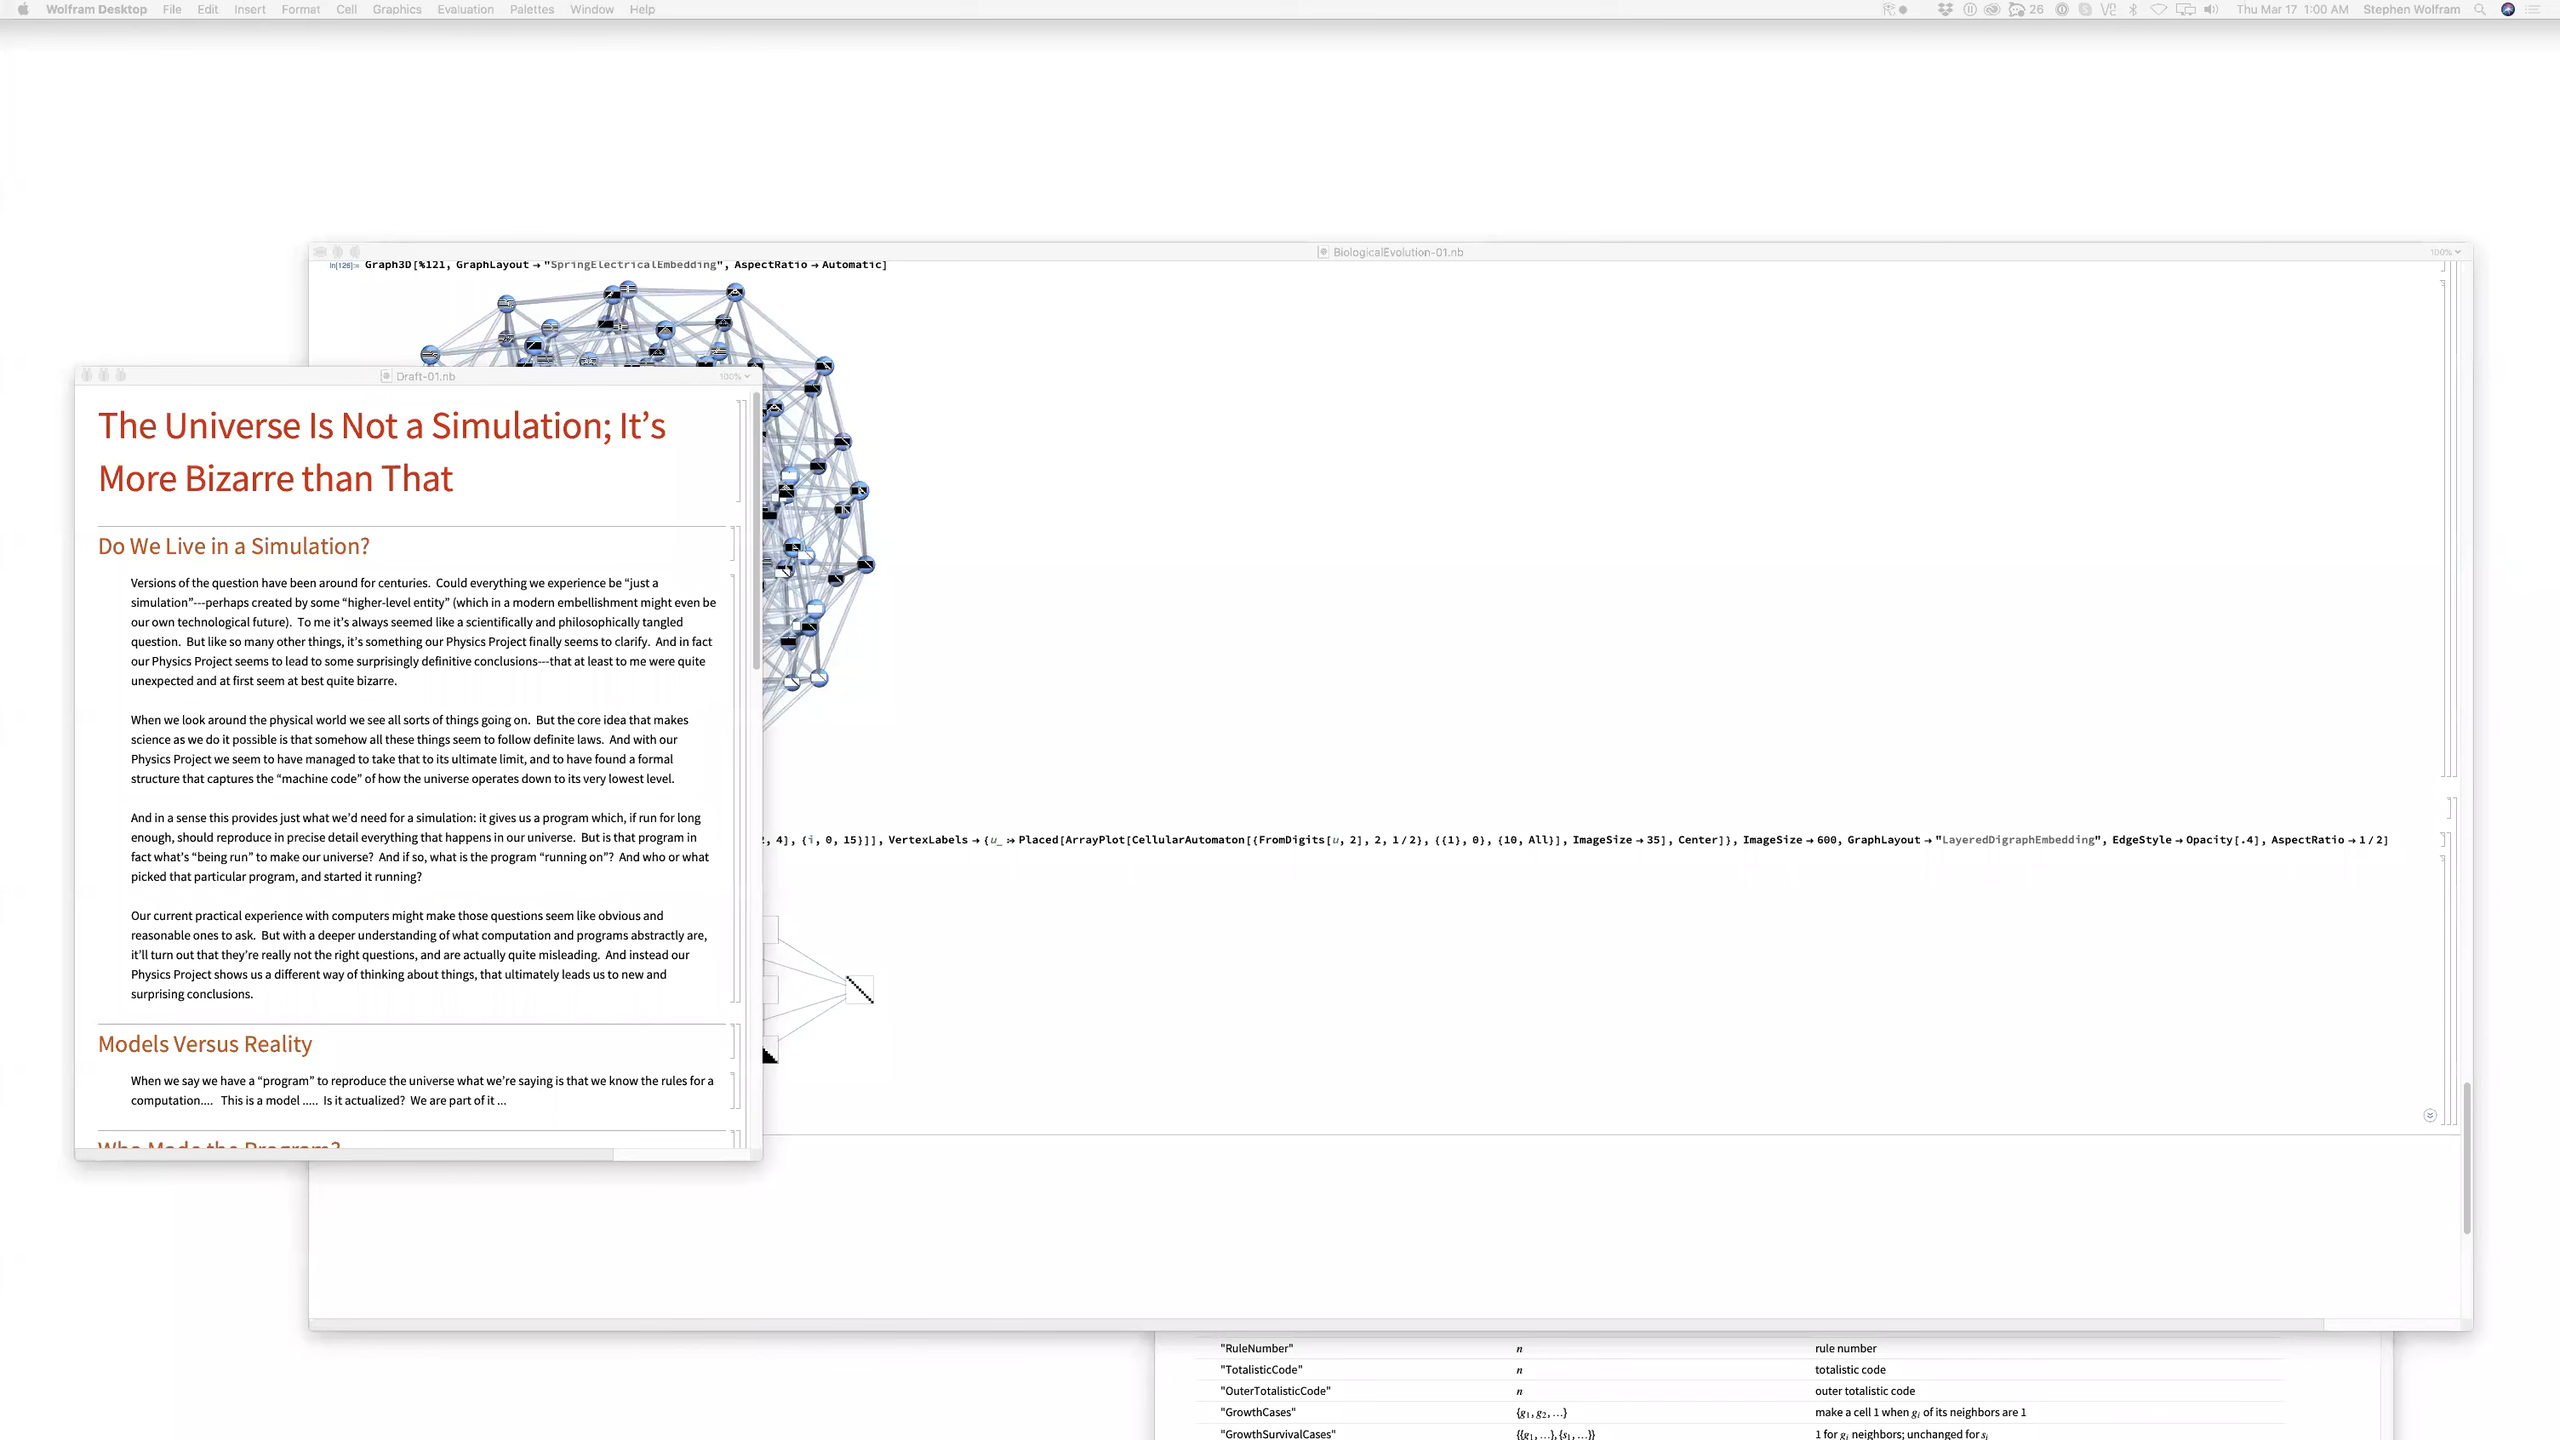 Wolfram Desktop File Edit Insert Format Cell Graphics Evaluation Palettes Window Help
26 Thu Mar 17 1:00 AM Stephen Wolfram
BiologicalEvolution-01.nb 100%
In[126]:= Graph3D[%121, GraphLayout → "SpringElectricalEmbedding", AspectRatio → Automatic]
Draft-01.nb 100%
The Universe Is Not a Simulation; It’s
More Bizarre than That
Do We Live in a Simulation?
Versions of the question have been around for centuries. Could everything we experience be “just a
simulation”---perhaps created by some “higher-level entity” (which in a modern embellishment might even be
our own technological future). To me it’s always seemed like a scientifically and philosophically tangled
question. But like so many other things, it’s something our Physics Project finally seems to clarify. And in fact
our Physics Project seems to lead to some surprisingly definitive conclusions---that at least to me were quite
unexpected and at first seem at best quite bizarre.
When we look around the physical world we see all sorts of things going on. But the core idea that makes
science as we do it possible is that somehow all these things seem to follow definite laws. And with our
Physics Project we seem to have managed to take that to its ultimate limit, and to have found a formal
structure that captures the “machine code” of how the universe operates down to its very lowest level.
And in a sense this provides just what we’d need for a simulation: it gives us a program which, if run for long
enough, should reproduce in precise detail everything that happens in our universe. But is that program in
fact what’s “being run” to make our universe? And if so, what is the program “running on”? And who or what
picked that particular program, and started it running?
Our current practical experience with computers might make those questions seem like obvious and
reasonable ones to ask. But with a deeper understanding of what computation and programs abstractly are,
it’ll turn out that they’re really not the right questions, and are actually quite misleading. And instead our
Physics Project shows us a different way of thinking about things, that ultimately leads us to new and
surprising conclusions.
Models Versus Reality
When we say we have a “program” to reproduce the universe what we’re saying is that we know the rules for a
computation.... This is a model ..... Is it actualized? We are part of it ...
Who Made the Program?
2, 4], {i, 0, 15}]], VertexLabels → {u_ :> Placed[ArrayPlot[CellularAutomaton[{FromDigits[u, 2], 2, 1 / 2}, {{1}, 0}, {10, All}], ImageSize → 35], Center]}, ImageSize → 600, GraphLayout → "LayeredDigraphEmbedding", EdgeStyle → Opacity[.4], AspectRatio → 1 / 2]
"RuleNumber" n rule number
"TotalisticCode" n totalistic code
"OuterTotalisticCode" n outer totalistic code
"GrowthCases" {g1, g2, …} make a cell 1 when gi of its neighbors are 1
"GrowthSurvivalCases" {{g1, …}, {s1, …}} 1 for gi neighbors; unchanged for si